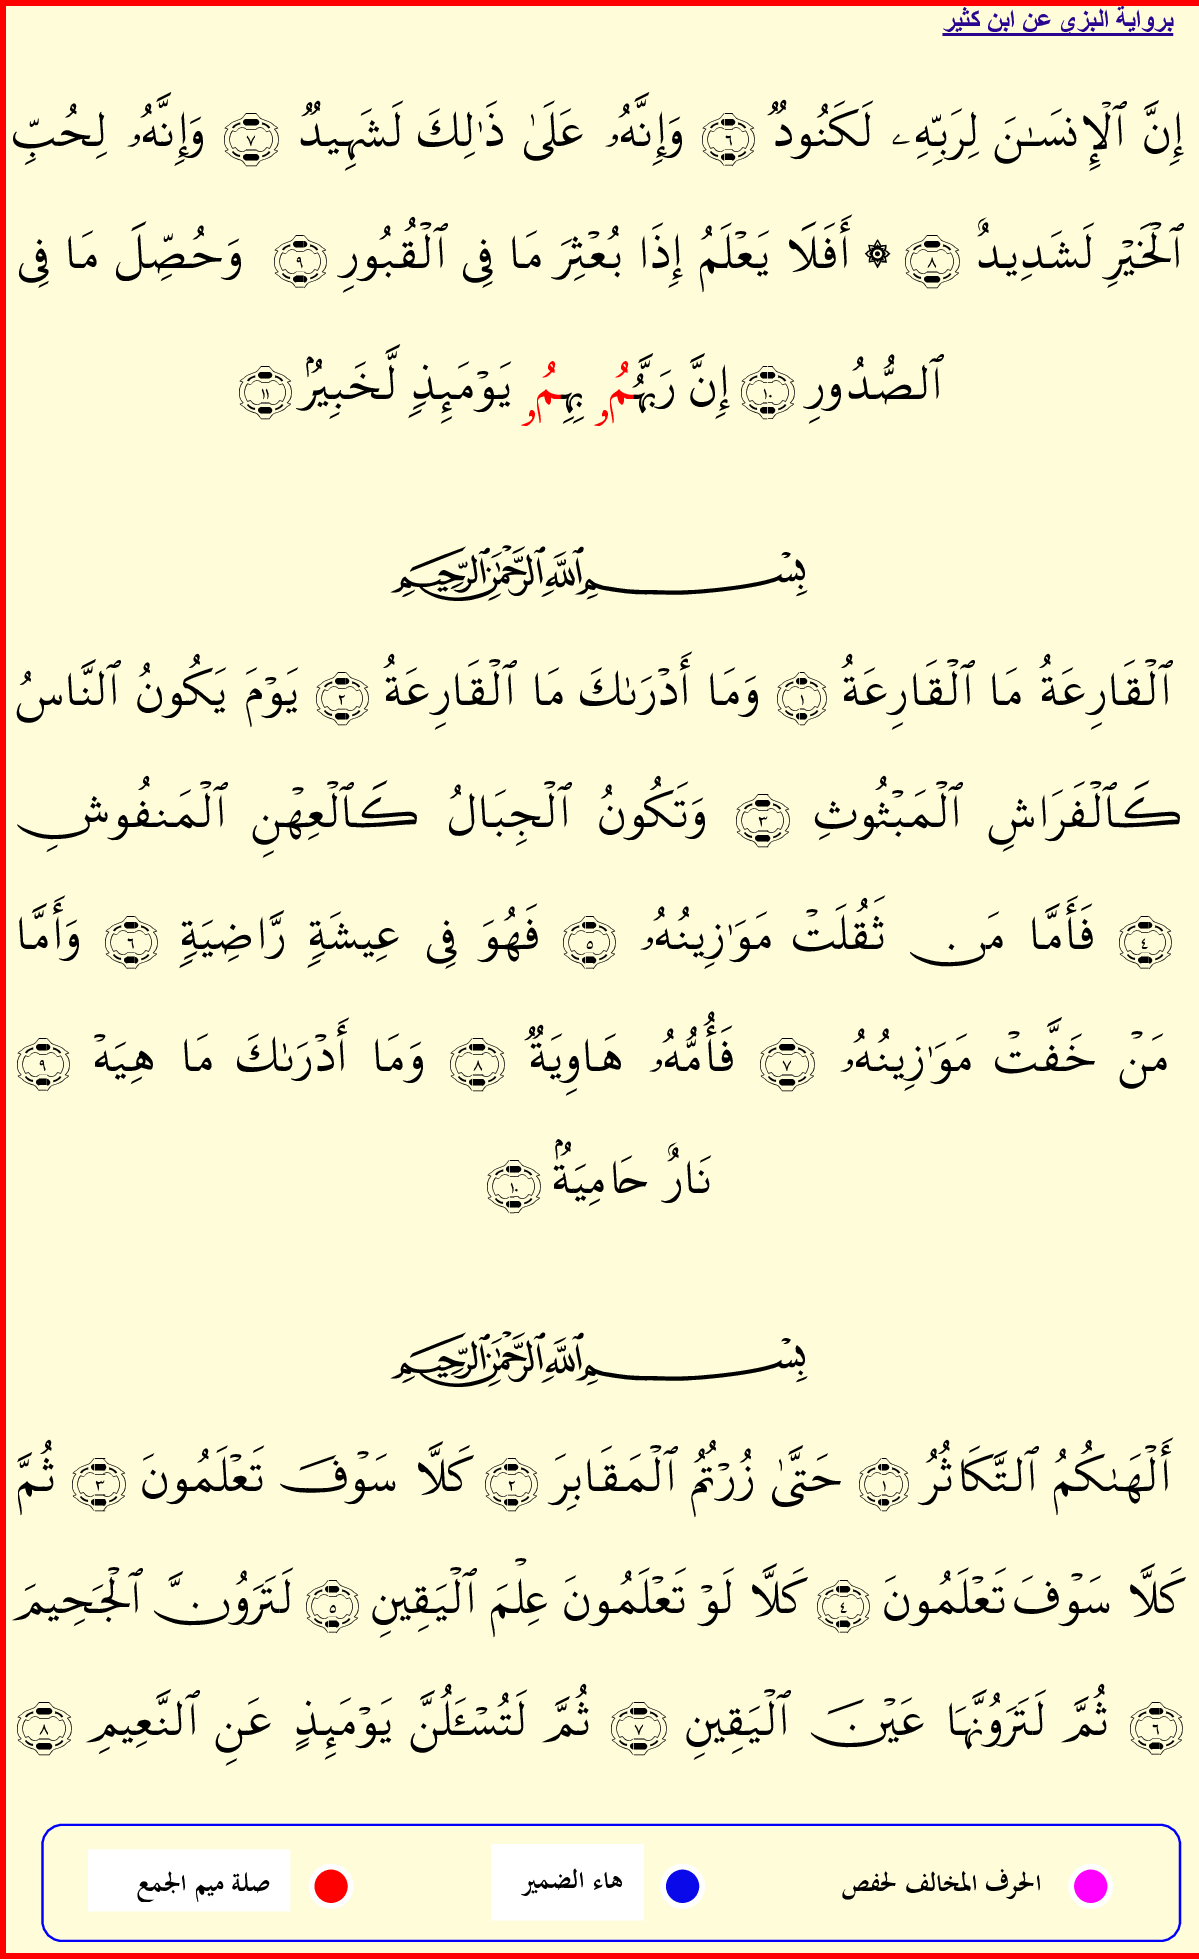 برواية البزى عن ابن كثير
إِنَّ ٱلْإِنسَـٰنَ لِرَبِّهِۦ لَكَنُودٌ ٦ وَإِنَّهُۥ عَلَىٰ ذَٰلِكَ لَشَهِيدٌ ٧ وَإِنَّهُۥ لِحُبِّ
ٱلْخَيْرِ لَشَدِيدٌ ٨ ۞ أَفَلَا يَعْلَمُ إِذَا بُعْثِرَ مَا فِى ٱلْقُبُورِ ٩ وَحُصِّلَ مَا فِى
ٱلصُّدُورِ ١٠ إِنَّ رَبَّهُمُۥ بِهِمُۥ يَوْمَئِذٍ لَّخَبِيرٌۢ ١١
بِسْمِ ٱللَّهِ ٱلرَّحْمَٰنِ ٱلرَّحِيمِ
ٱلْقَارِعَةُ مَا ٱلْقَارِعَةُ ١ وَمَا أَدْرَىٰكَ مَا ٱلْقَارِعَةُ ٢ يَوْمَ يَكُونُ ٱلنَّاسُ
كَٱلْفَرَاشِ ٱلْمَبْثُوثِ ٣ وَتَكُونُ ٱلْجِبَالُ كَٱلْعِهْنِ ٱلْمَنفُوشِ
٤ فَأَمَّا مَن ثَقُلَتْ مَوَٰزِينُهُۥ ٥ فَهُوَ فِى عِيشَةٍ رَّاضِيَةٍ ٦ وَأَمَّا
مَنْ خَفَّتْ مَوَٰزِينُهُۥ ٧ فَأُمُّهُۥ هَاوِيَةٌ ٨ وَمَا أَدْرَىٰكَ مَا هِيَهْ ٩
نَارٌ حَامِيَةٌۢ ١٠
بِسْمِ ٱللَّهِ ٱلرَّحْمَٰنِ ٱلرَّحِيمِ
أَلْهَىٰكُمُ ٱلتَّكَاثُرُ ١ حَتَّىٰ زُرْتُمُ ٱلْمَقَابِرَ ٢ كَلَّا سَوْفَ تَعْلَمُونَ ٣ ثُمَّ
كَلَّا سَوْفَ تَعْلَمُونَ ٤ كَلَّا لَوْ تَعْلَمُونَ عِلْمَ ٱلْيَقِينِ ٥ لَتَرَوُنَّ ٱلْجَحِيمَ
٦ ثُمَّ لَتَرَوُنَّهَا عَيْنَ ٱلْيَقِينِ ٧ ثُمَّ لَتُسْـَٔلُنَّ يَوْمَئِذٍ عَنِ ٱلنَّعِيمِ ٨
الحرف المخالف لحفص هاء الضمير صلة ميم الجمع